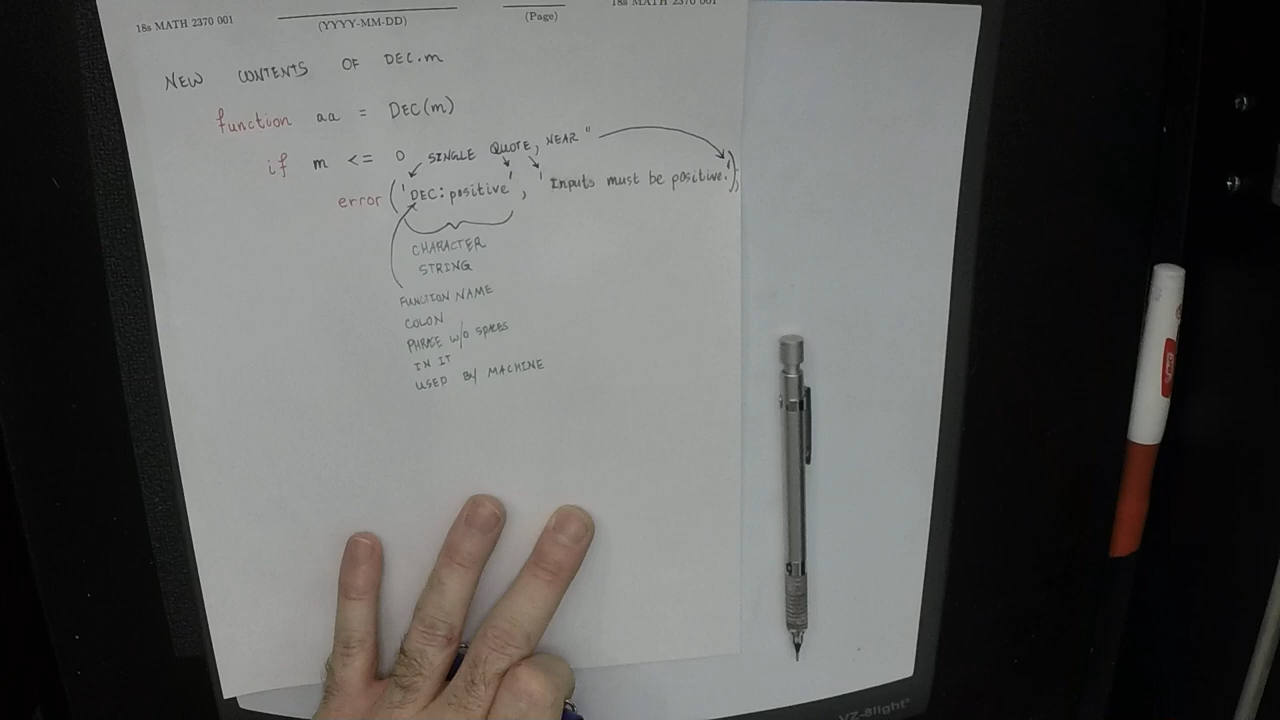 18s MATH 2370 001
(YYYY-MM-DD)
(Page)
18s MATH 2370 001
NEW CONTENTS OF DEC.m
function aa = DEC(m)
if m <= 0
SINGLE QUOTE, NEAR "
error ('DEC:positive', 'Inputs must be positive.');
CHARACTER
STRING
FUNCTION NAME
COLON
PHRASE w/o SPACES
IN IT
USED BY MACHINE
VZ-8light³